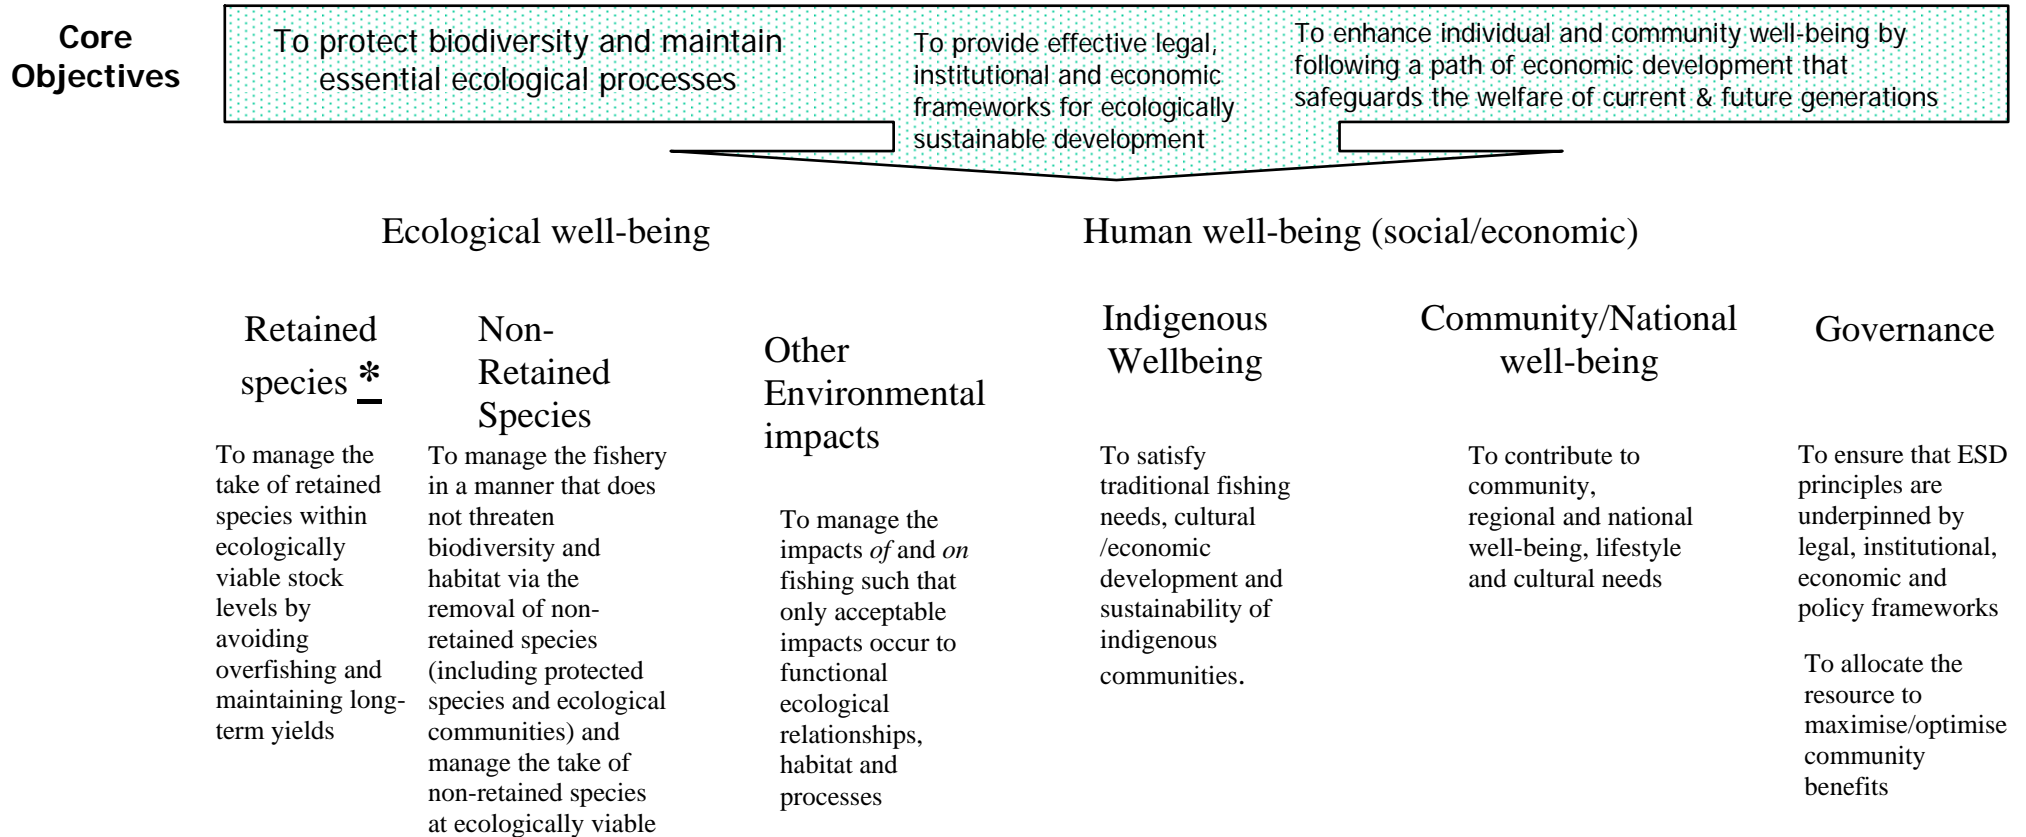 Core
Objectives
To protect biodiversity and maintain
essential ecological processes
To provide effective legal,
institutional and economic
frameworks for ecologically
sustainable development
To enhance individual and community well-being by
following a path of economic development that
safeguards the welfare of current & future generations
Ecological well-being
Human well-being (social/economic)
Retained
species *
To manage the
take of retained
species within
ecologically
viable stock
levels by
avoiding
overfishing and
maintaining long-
term yields
Non-
Retained
Species
To manage the fishery
in a manner that does
not threaten
biodiversity and
habitat via the
removal of non-
retained species
(including protected
species and ecological
communities) and
manage the take of
non-retained species
at ecologically viable
Other
Environmental
impacts
To manage the
impacts of and on
fishing such that
only acceptable
impacts occur to
functional
ecological
relationships,
habitat and
processes
Indigenous
Wellbeing
To satisfy
traditional fishing
needs, cultural
/economic
development and
sustainability of
indigenous
communities.
Community/National
well-being
To contribute to
community,
regional and national
well-being, lifestyle
and cultural needs
Governance
To ensure that ESD
principles are
underpinned by
legal, institutional,
economic and
policy frameworks
To allocate the
resource to
maximise/optimise
community
benefits